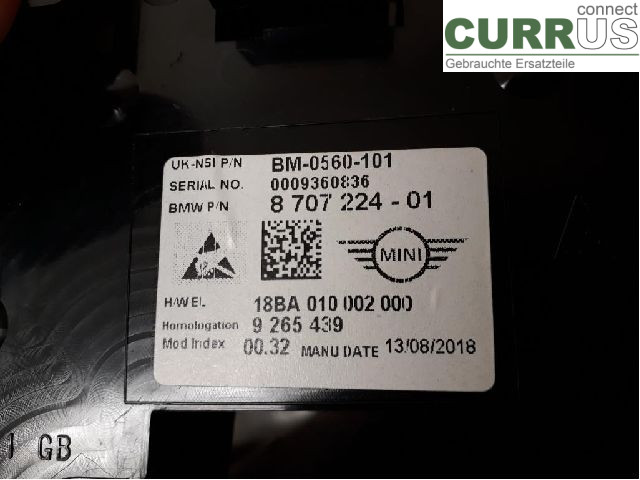 connect
CURRUS
Gebrauchte Ersatzteile
UK-NSI P/N BM-0560-101
SERIAL NO. 0009360836
BMW P/N 8 707 224 - 01
MINI
H/W EL 18BA 010 002 000
Homologation 9 265 439
Mod Index 00.32 MANU DATE 13/08/2018
GB